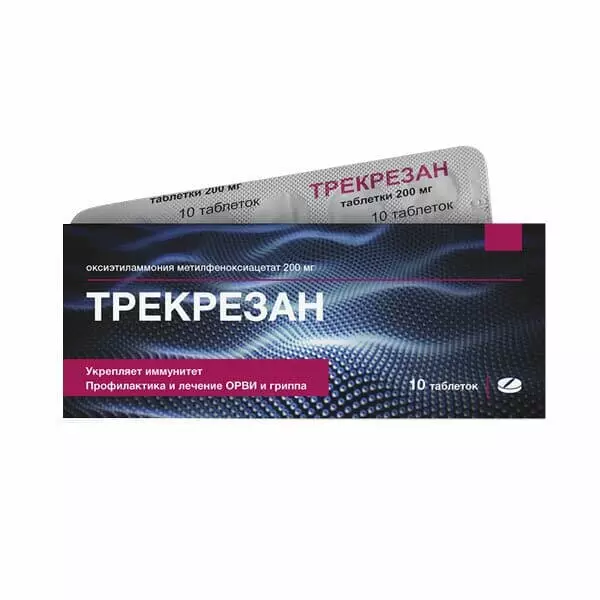 ТРЕКРЕЗАН
таблетки 200 мг
таблетки 200 мг
10 таблеток
10 таблеток
оксиэтиламмония метилфеноксиацетат 200 мг
ТРЕКРЕЗАН
Укрепляет иммунитет
Профилактика и лечение ОРВИ и гриппа
10 таблеток